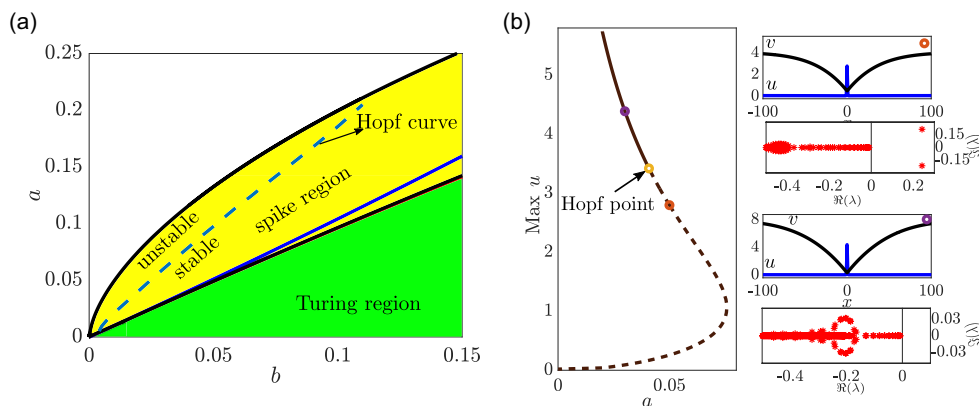 (a)
0.25
0.2
0.15
0.1
0.05
0
a
0
0.05
0.1
0.15
b
Hopf curve
unstable
stable
spike region
Turing region
(b)
5
4
3
2
1
0
Max u
0
0.05
a
Hopf point
v
4
2
0
u
-100
0
100
0.15
0
-0.15
-0.4
-0.2
0
0.2
ℜ(λ)
v
8
4
0
u
-100
0
100
x
0.03
0
-0.03
-0.4
-0.2
0
ℜ(λ)